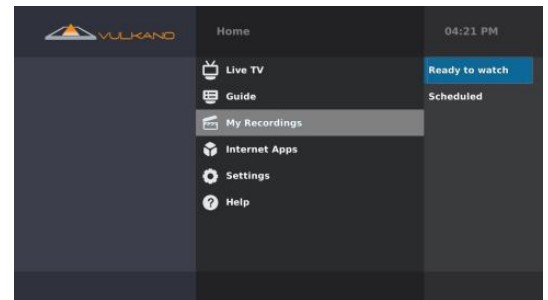 VULKANO
Home
04:21 PM
Live TV
Guide
My Recordings
Internet Apps
Settings
Help
Ready to watch
Scheduled